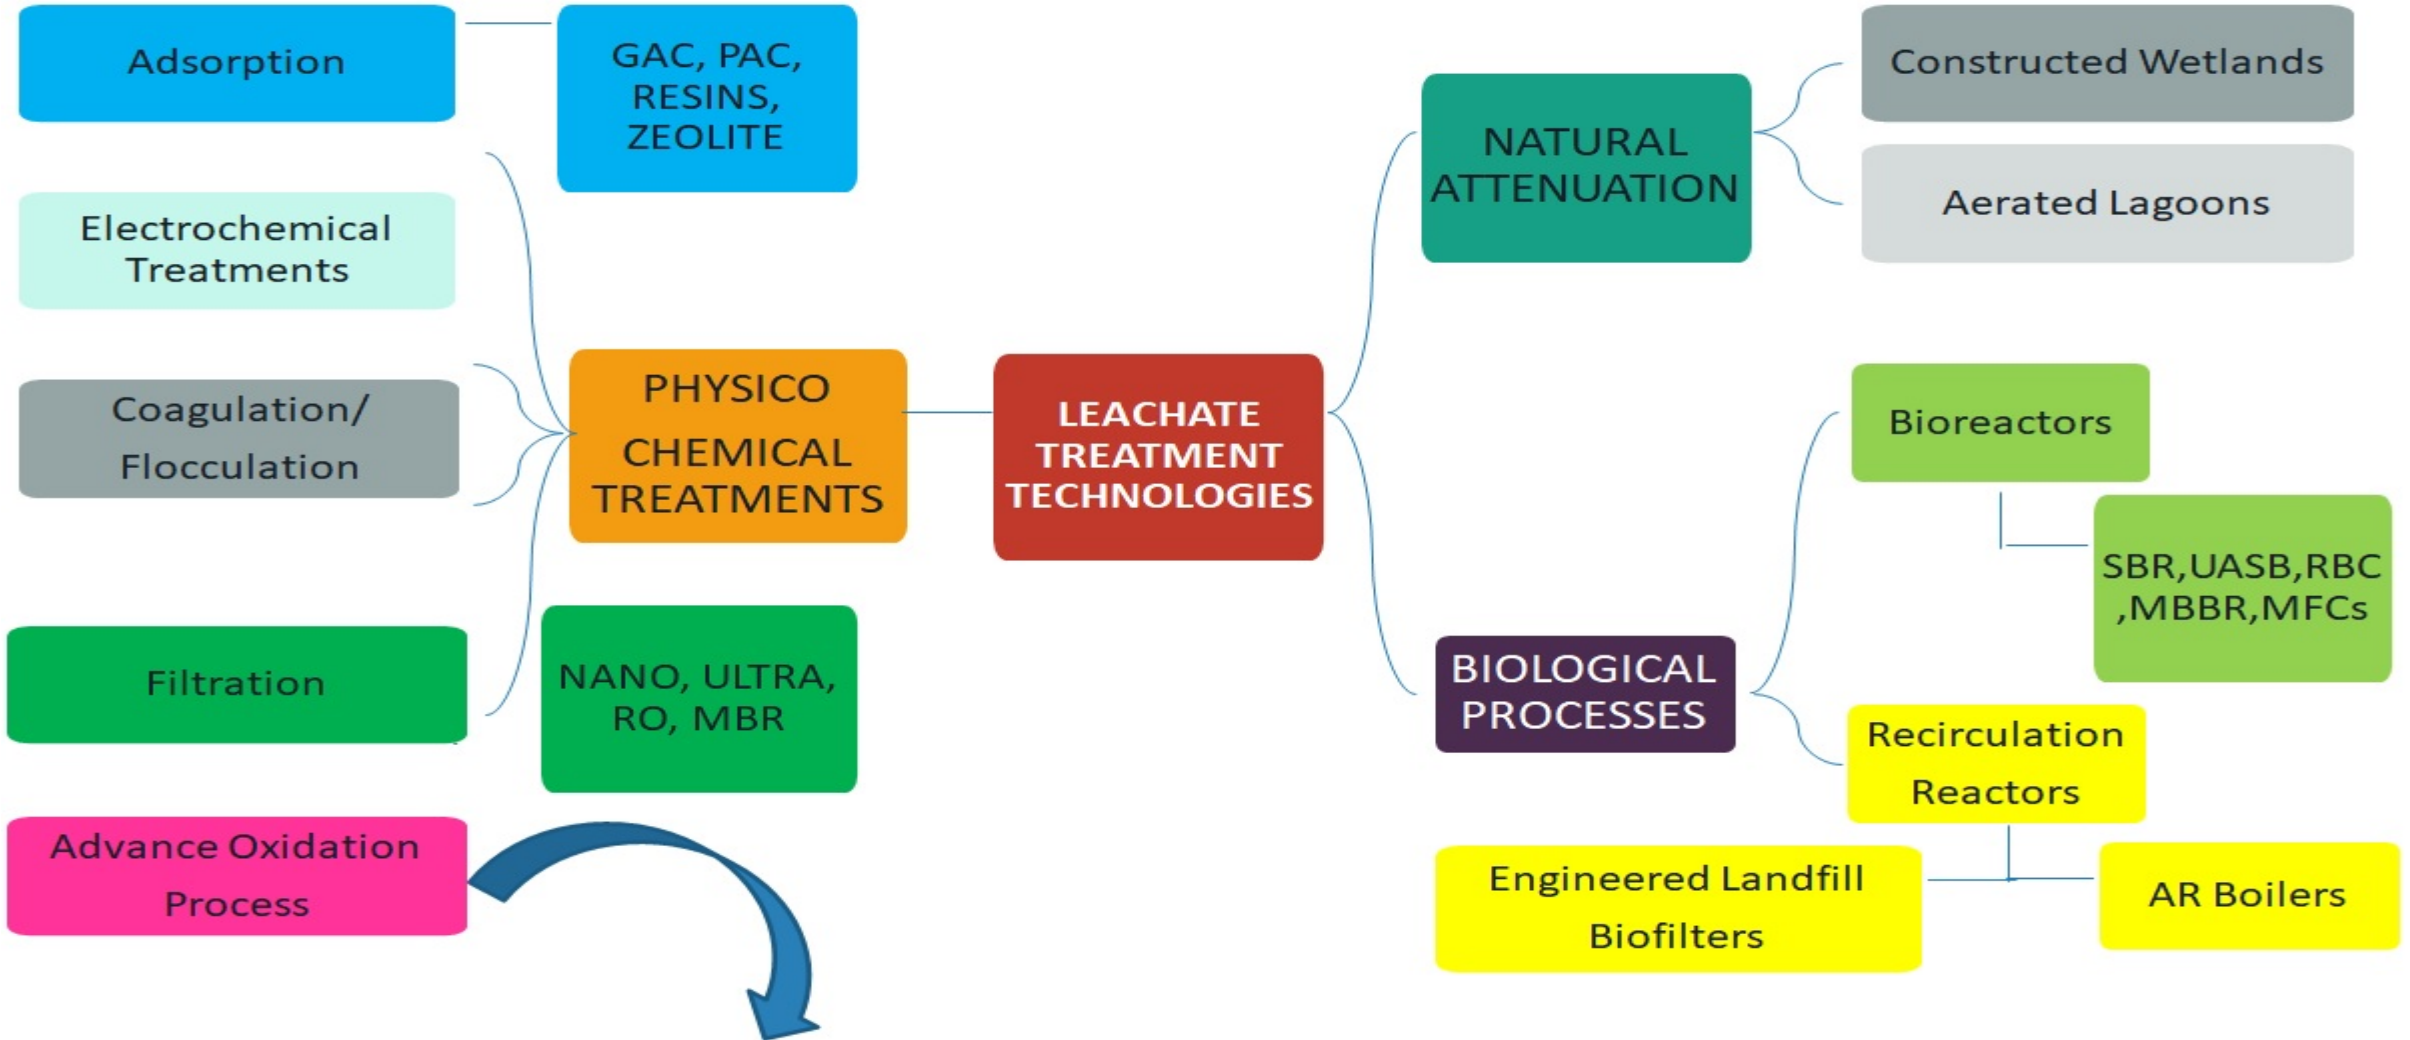 Adsorption
GAC, PAC,
RESINS,
ZEOLITE
Electrochemical
Treatments
Coagulation/
Flocculation
Filtration
NANO, ULTRA,
RO, MBR
Advance Oxidation
Process
PHYSICO
CHEMICAL
TREATMENTS
LEACHATE
TREATMENT
TECHNOLOGIES
NATURAL
ATTENUATION
Constructed Wetlands
Aerated Lagoons
BIOLOGICAL
PROCESSES
Bioreactors
SBR,UASB,RBC
,MBBR,MFCs
Recirculation
Reactors
Engineered Landfill
Biofilters
AR Boilers